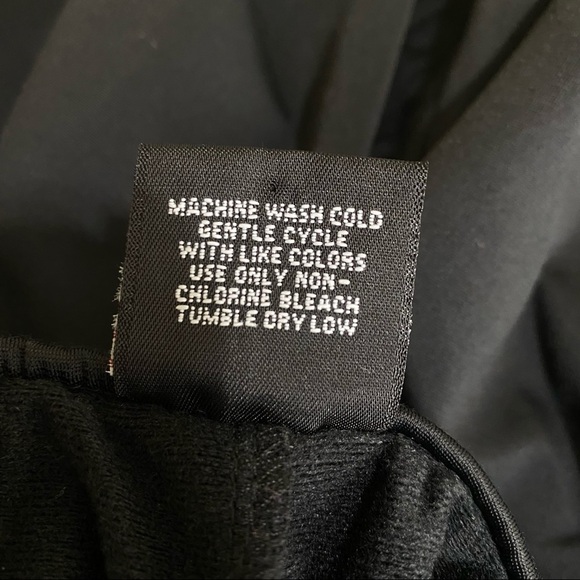 MACHINE WASH COLD
GENTLE CYCLE
WITH LIKE COLORS
USE ONLY NON-
CHLORINE BLEACH
TUMBLE DRY LOW